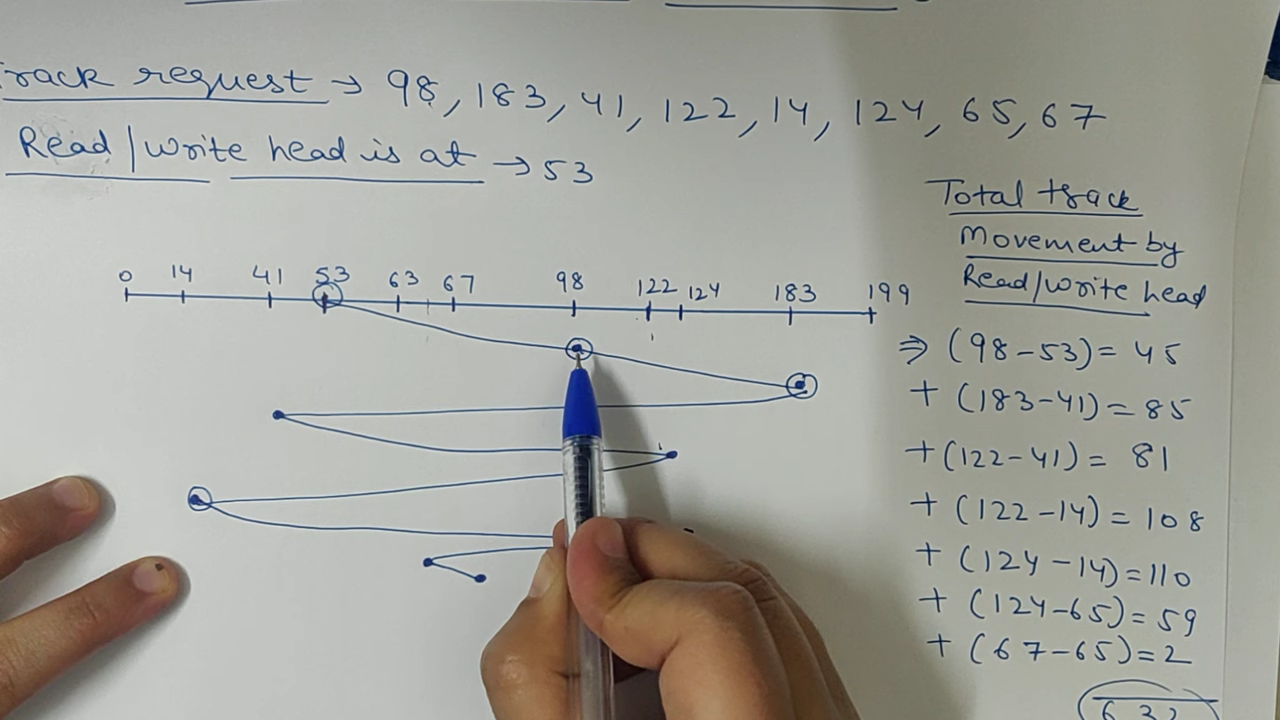 track request → 98, 183, 41, 122, 14, 124, 65, 67
Read/write head is at → 53
0 14 41 53 63 67 98 122 124 183 199
Total track
Movement by
Read/write head
⇒ (98-53) = 45
+ (183-41) = 85
+ (122-41) = 81
+ (122-14) = 108
+ (124-14) = 110
+ (124-65) = 59
+ (67-65) = 2
632